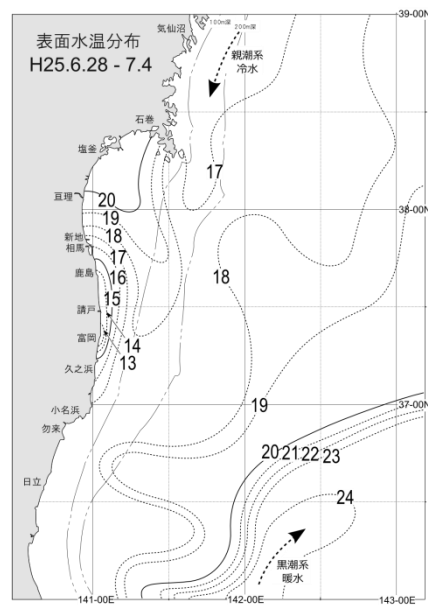 表面水温分布
H25.6.28 - 7.4
気仙沼
100m深
200m深
39-00N
親潮系
冷水
石巻
塩釜
17
亘理
20
19
38-00N
新地
18
相馬
17
鹿島
16
18
15
請戸
14
富岡
13
久之浜
19
37-00N
小名浜
勿来
20 21 22 23
日立
24
黒潮系
暖水
141-00E
142-00E
143-00E